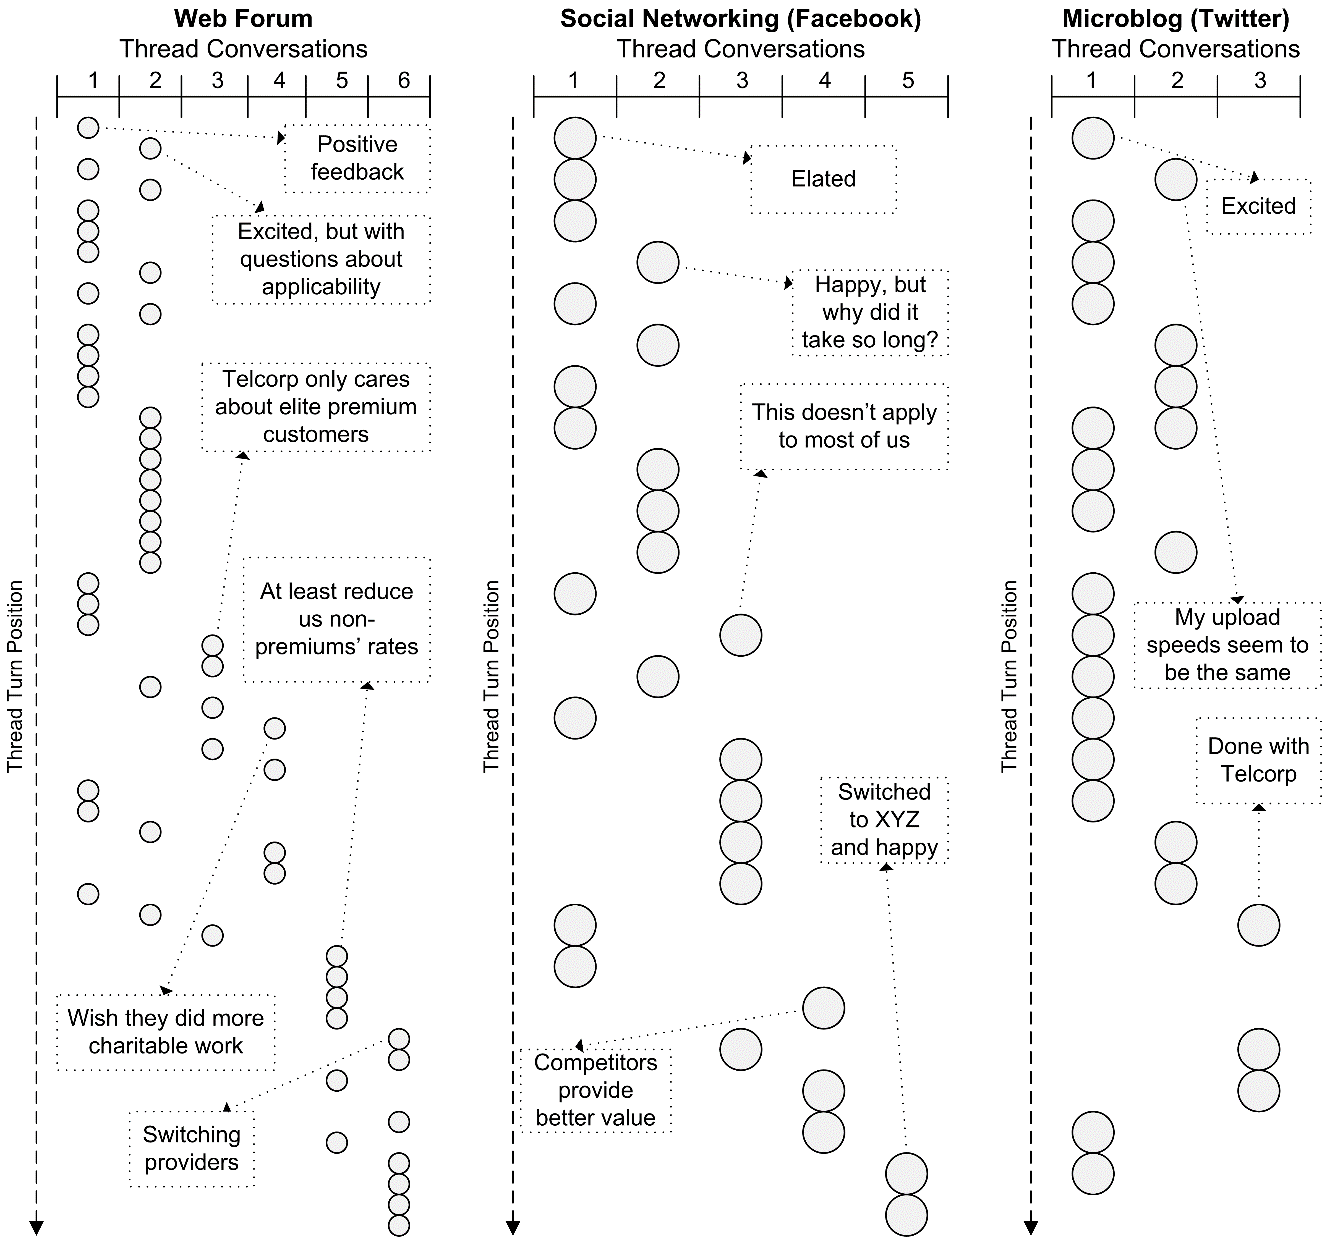 Web Forum
Thread Conversations
1 2 3 4 5 6
Thread Turn Position
Positive
feedback
Excited, but with
questions about
applicability
Telcorp only cares
about elite premium
customers
At least reduce
us non-
premiums’ rates
Wish they did more
charitable work
Switching
providers
Social Networking (Facebook)
Thread Conversations
1 2 3 4 5
Thread Turn Position
Elated
Happy, but
why did it
take so long?
This doesn’t apply
to most of us
Switched
to XYZ
and happy
Competitors
provide
better value
Microblog (Twitter)
Thread Conversations
1 2 3
Thread Turn Position
Excited
My upload
speeds seem to
be the same
Done with
Telcorp